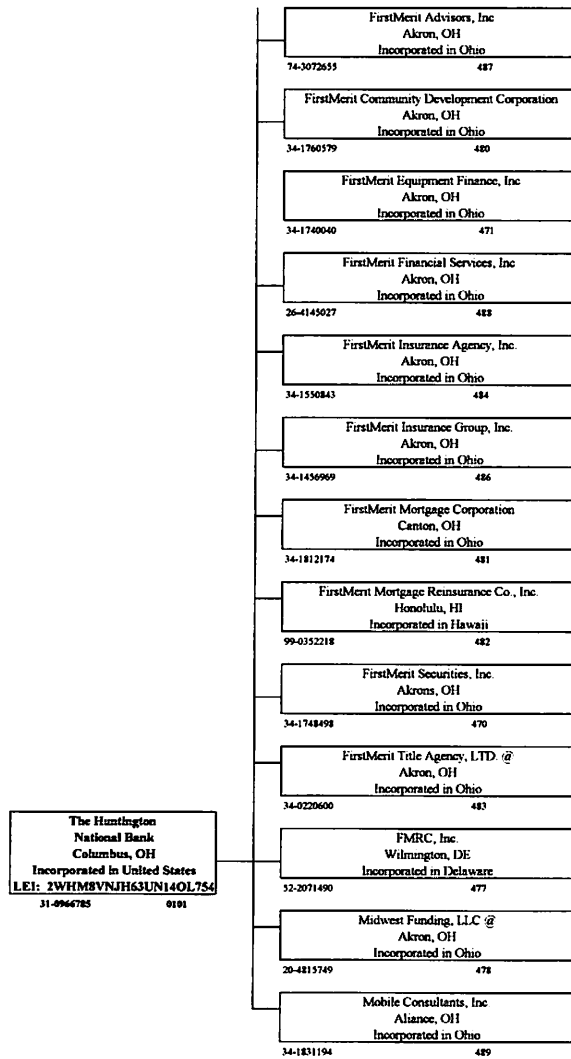 FirstMerit Advisors, Inc
Akron, OH
Incorporated in Ohio
74-3072655 487
FirstMerit Community Development Corporation
Akron, OH
Incorporated in Ohio
34-1760579 480
FirstMerit Equipment Finance, Inc
Akron, OH
Incorporated in Ohio
34-1740040 471
FirstMerit Financial Services, Inc
Akron, OH
Incorporated in Ohio
26-4145027 488
FirstMerit Insurance Agency, Inc.
Akron, OH
Incorporated in Ohio
34-1550843 484
FirstMerit Insurance Group, Inc.
Akron, OH
Incorporated in Ohio
34-1456969 486
FirstMerit Mortgage Corporation
Canton, OH
Incorporated in Ohio
34-1812174 481
FirstMerit Mortgage Reinsurance Co., Inc.
Honolulu, HI
Incorporated in Hawaii
99-0352218 482
FirstMerit Securities, Inc.
Akrons, OH
Incorporated in Ohio
34-1748498 470
FirstMerit Title Agency, LTD. @
Akron, OH
Incorporated in Ohio
34-0220600 483
The Huntington
National Bank
Columbus, OH
Incorporated in United States
LEI: 2WHM8VNJH63UN14OL754
31-0966785 0101
FMRC, Inc.
Wilmington, DE
Incorporated in Delaware
52-2071490 477
Midwest Funding, LLC @
Akron, OH
Incorporated in Ohio
20-4815749 478
Mobile Consultants, Inc
Aliance, OH
Incorporated in Ohio
34-1831194 489